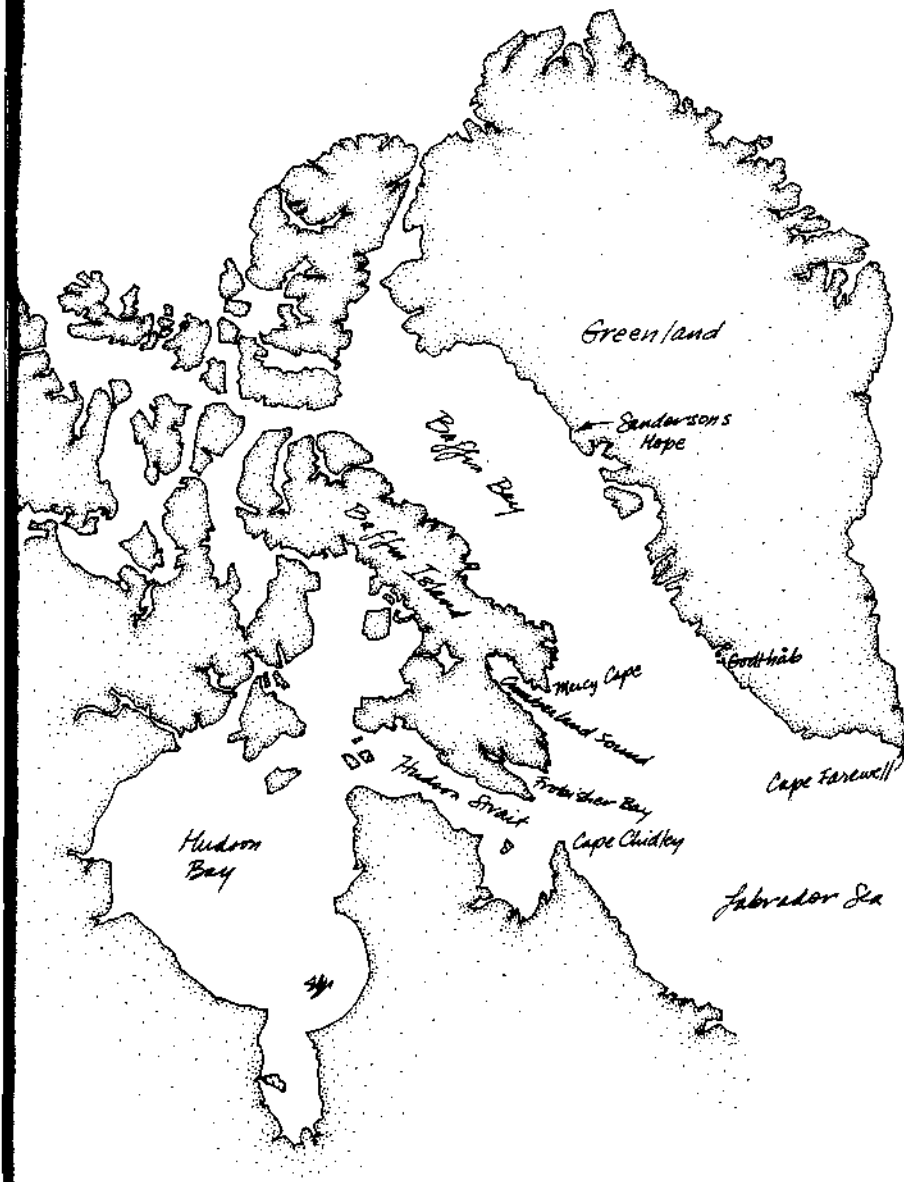 Greenland
Sandersons
Hope
Baffin Bay
Baffin Island
Godthåb
Mercy Cape
Cumberland Sound
Cape Farewell
Frobisher Bay
Hudson Strait
Cape Chidley
Hudson
Bay
Labrador Sea